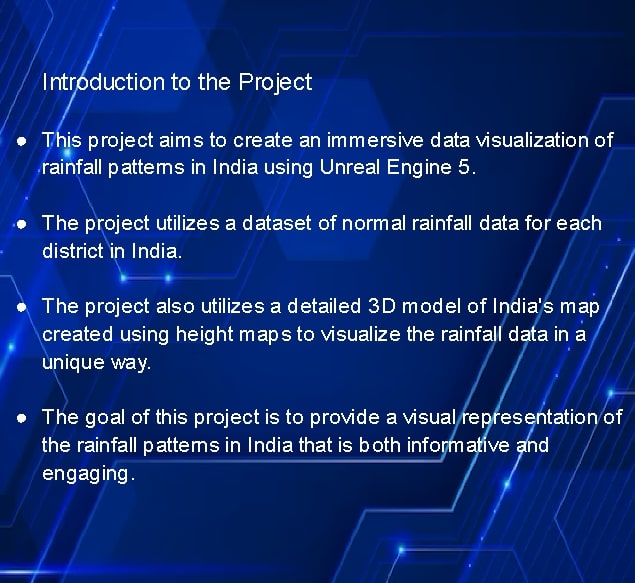 Introduction to the Project
● This project aims to create an immersive data visualization of
rainfall patterns in India using Unreal Engine 5.
● The project utilizes a dataset of normal rainfall data for each
district in India.
● The project also utilizes a detailed 3D model of India's map
created using height maps to visualize the rainfall data in a
unique way.
● The goal of this project is to provide a visual representation of
the rainfall patterns in India that is both informative and
engaging.